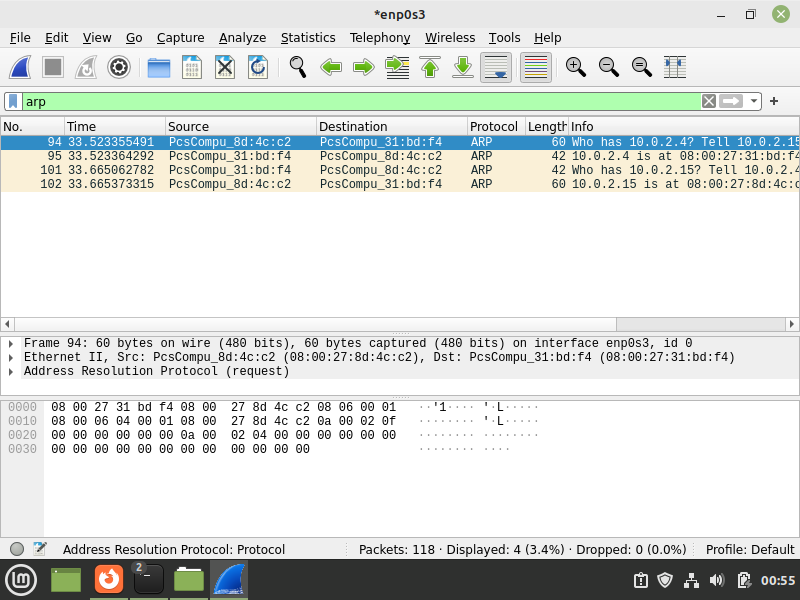 *enp0s3
File Edit View Go Capture Analyze Statistics Telephony Wireless Tools Help
arp
No. Time Source Destination Protocol Length Info
94 33.523355491 PcsCompu_8d:4c:c2 PcsCompu_31:bd:f4 ARP 60 Who has 10.0.2.4? Tell 10.0.2.15
95 33.523364292 PcsCompu_31:bd:f4 PcsCompu_8d:4c:c2 ARP 42 10.0.2.4 is at 08:00:27:31:bd:f4
101 33.665062782 PcsCompu_31:bd:f4 PcsCompu_8d:4c:c2 ARP 42 Who has 10.0.2.15? Tell 10.0.2.4
102 33.665373315 PcsCompu_8d:4c:c2 PcsCompu_31:bd:f4 ARP 60 10.0.2.15 is at 08:00:27:8d:4c:c
Frame 94: 60 bytes on wire (480 bits), 60 bytes captured (480 bits) on interface enp0s3, id 0
Ethernet II, Src: PcsCompu_8d:4c:c2 (08:00:27:8d:4c:c2), Dst: PcsCompu_31:bd:f4 (08:00:27:31:bd:f4)
Address Resolution Protocol (request)
0000 08 00 27 31 bd f4 08 00 27 8d 4c c2 08 06 00 01 ··'1···· '·L·····
0010 08 00 06 04 00 01 08 00 27 8d 4c c2 0a 00 02 0f ········ '·L·····
0020 00 00 00 00 00 00 0a 00 02 04 00 00 00 00 00 00 ········ ········
0030 00 00 00 00 00 00 00 00 00 00 00 00 ········ ····
Address Resolution Protocol: Protocol Packets: 118 · Displayed: 4 (3.4%) · Dropped: 0 (0.0%) Profile: Default
2
00:55